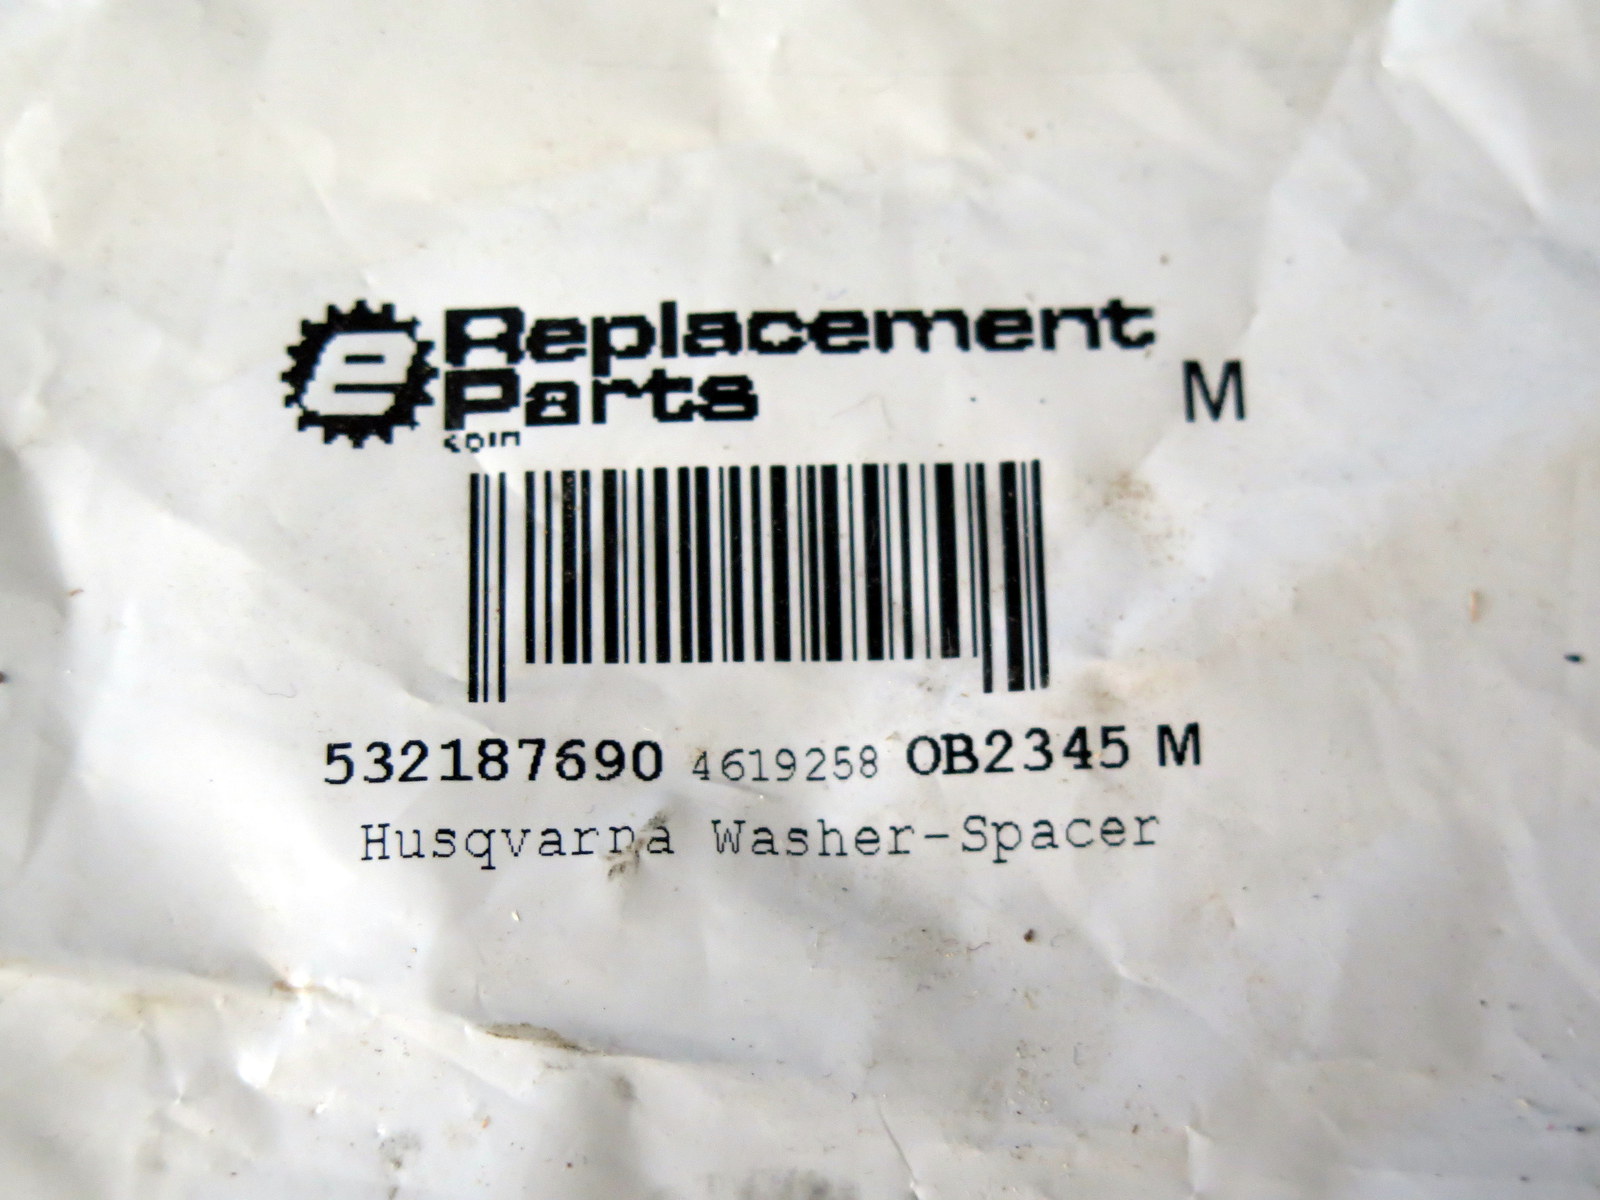 e Replacement
Parts
M
532187690 4619258 OB2345 M
Husqvarna Washer-Spacer